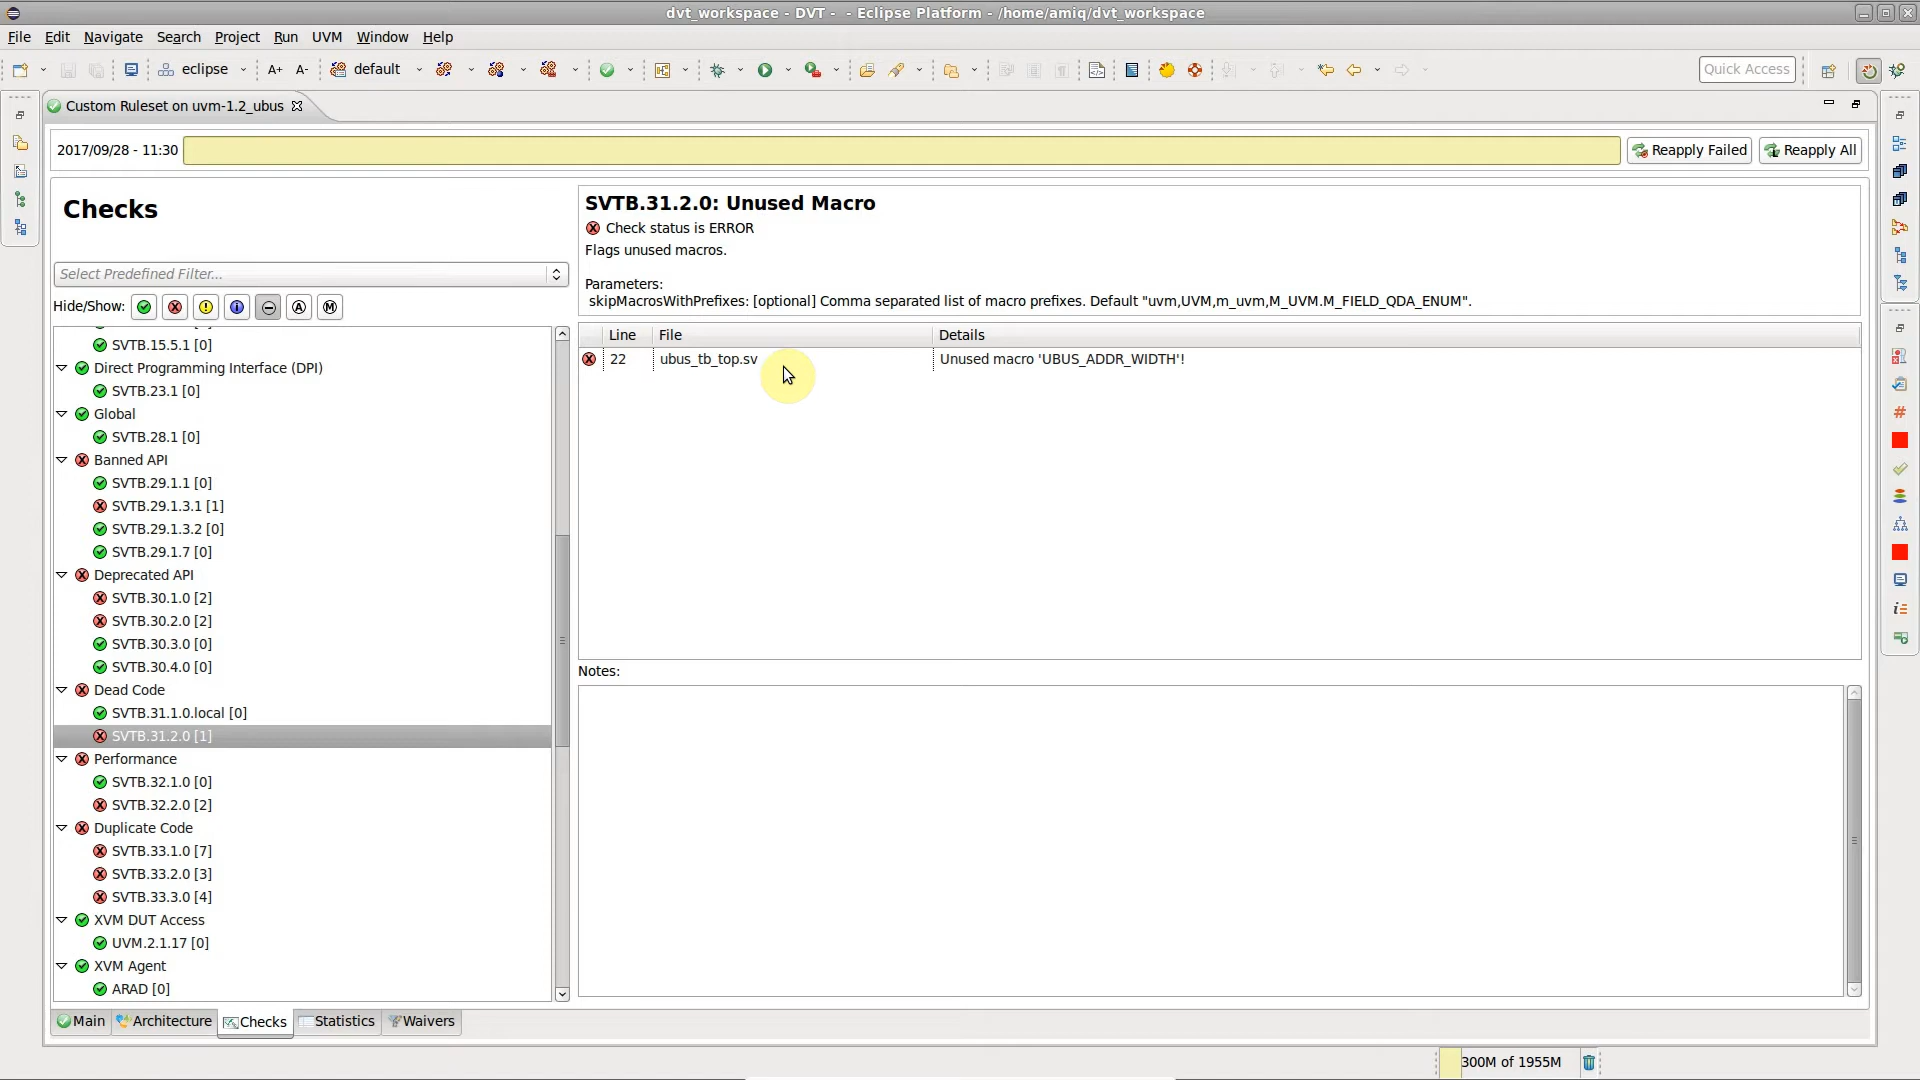 dvt_workspace - DVT -  - Eclipse Platform - /home/amiq/dvt_workspace
File Edit Navigate Search Project Run UVM Window Help
eclipse A+ A- default Quick Access
Custom Ruleset on uvm-1.2_ubus
2017/09/28 - 11:30 Reapply Failed Reapply All
Checks
Select Predefined Filter...
Hide/Show: A M
SVTB.15.5.1 [0]
Direct Programming Interface (DPI)
SVTB.23.1 [0]
Global
SVTB.28.1 [0]
Banned API
SVTB.29.1.1 [0]
SVTB.29.1.3.1 [1]
SVTB.29.1.3.2 [0]
SVTB.29.1.7 [0]
Deprecated API
SVTB.30.1.0 [2]
SVTB.30.2.0 [2]
SVTB.30.3.0 [0]
SVTB.30.4.0 [0]
Dead Code
SVTB.31.1.0.local [0]
SVTB.31.2.0 [1]
Performance
SVTB.32.1.0 [0]
SVTB.32.2.0 [2]
Duplicate Code
SVTB.33.1.0 [7]
SVTB.33.2.0 [3]
SVTB.33.3.0 [4]
XVM DUT Access
UVM.2.1.17 [0]
XVM Agent
ARAD [0]
SVTB.31.2.0: Unused Macro
Check status is ERROR
Flags unused macros.
Parameters:
skipMacrosWithPrefixes: [optional] Comma separated list of macro prefixes. Default "uvm,UVM,m_uvm,M_UVM.M_FIELD_QDA_ENUM".
Line File Details
22 ubus_tb_top.sv Unused macro 'UBUS_ADDR_WIDTH'!
Notes:
Main Architecture Checks Statistics Waivers
300M of 1955M